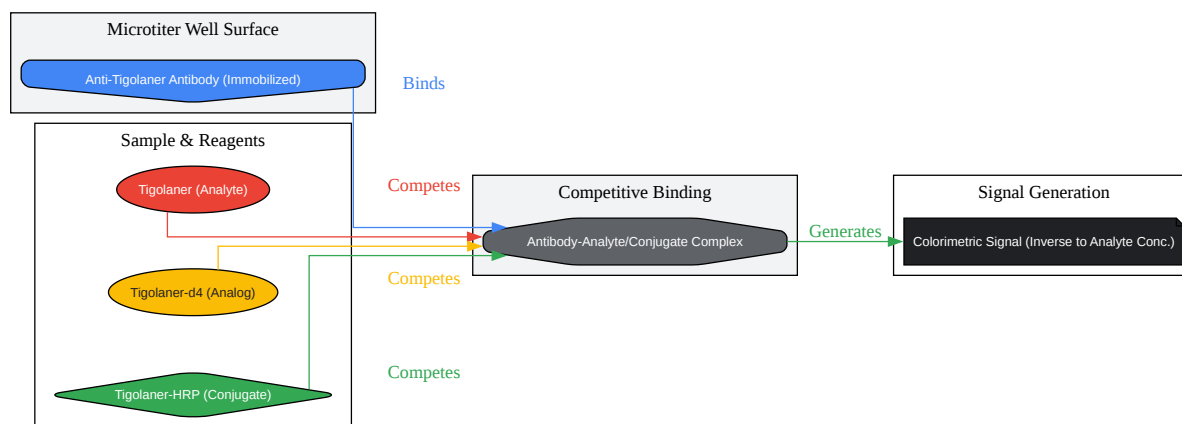 Microtiter Well Surface
Anti-Tigolaner Antibody (Immobilized)
Binds
Sample & Reagents
Tigolaner (Analyte)
Competes
Tigolaner-d4 (Analog)
Competes
Tigolaner-HRP (Conjugate)
Competes
Competitive Binding
Antibody-Analyte/Conjugate Complex
Generates
Signal Generation
Colorimetric Signal (Inverse to Analyte Conc.)